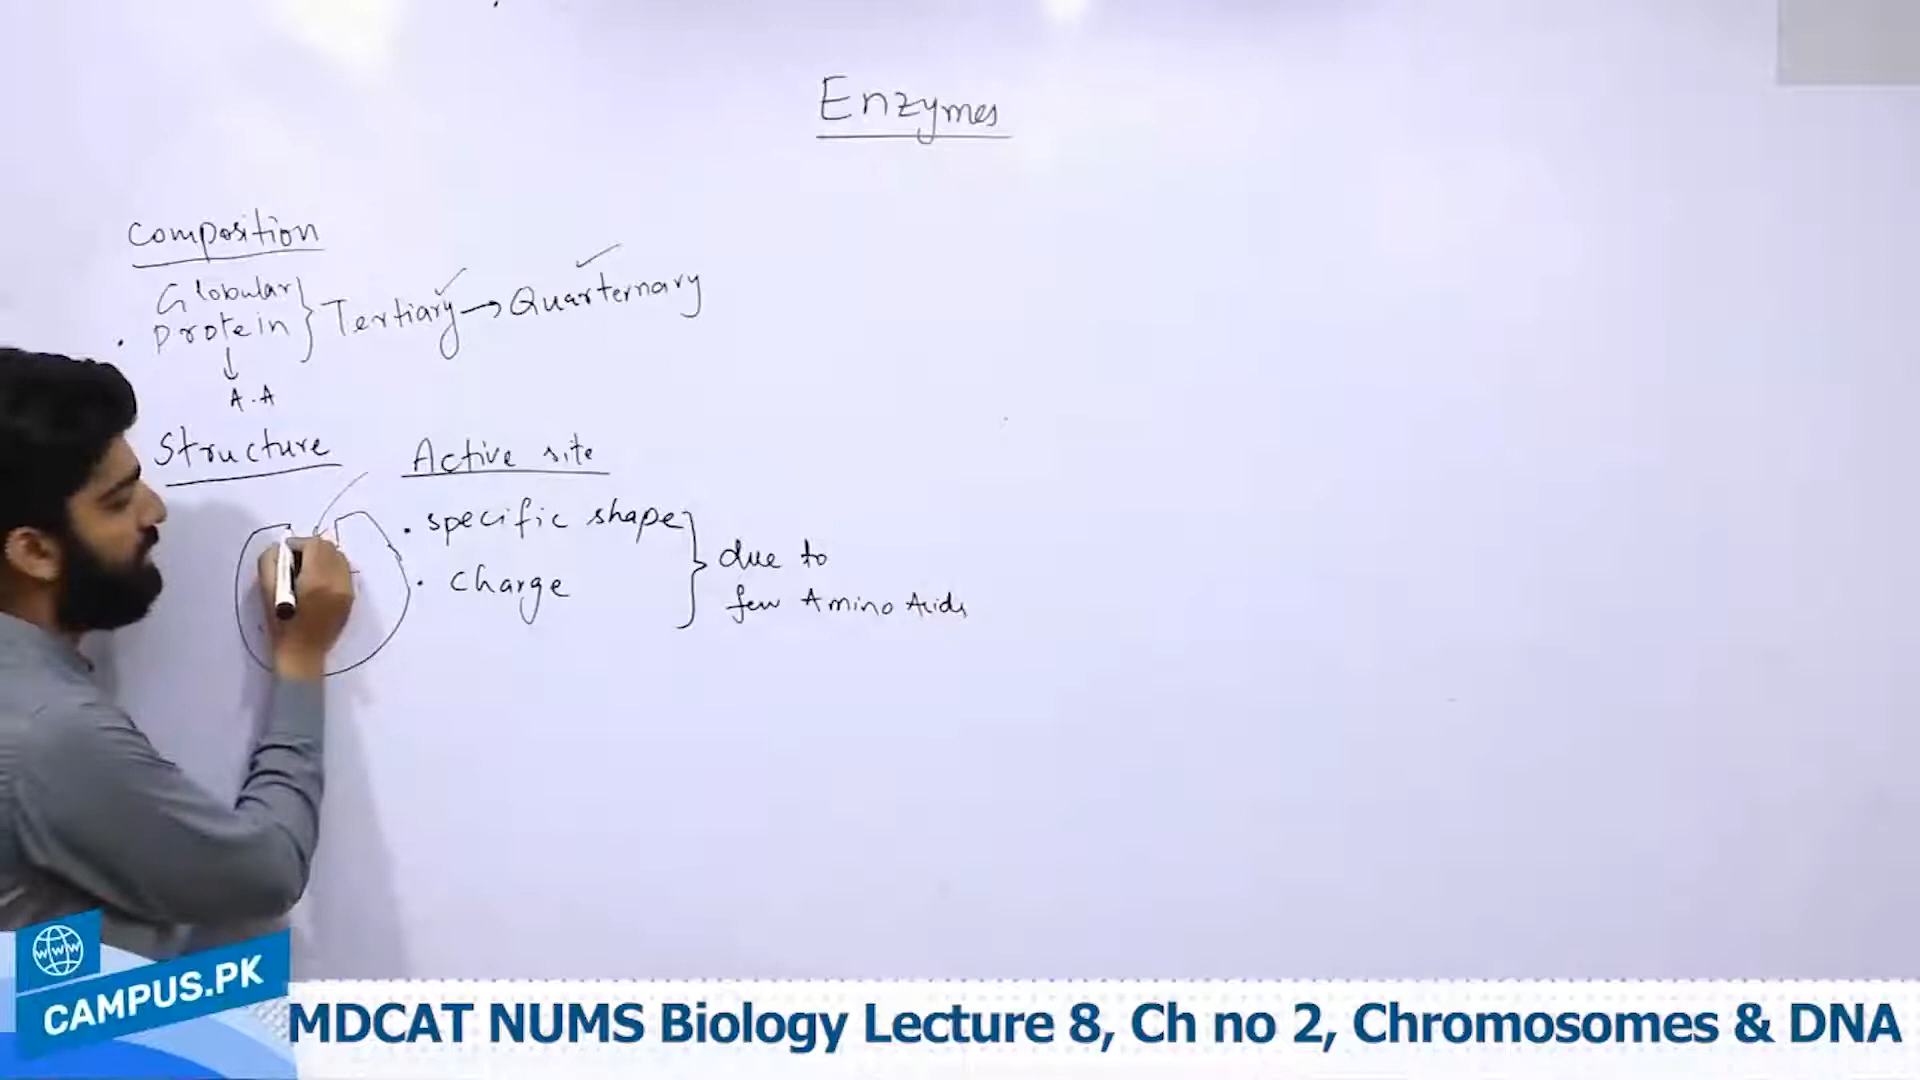 Enzymes
Composition
Globular
Protein } Tertiary → Quarternary
↓
A.A
Structure
Active site
• specific shape
• Charge
} due to
few Amino Acids
www
CAMPUS.PK
MDCAT NUMS Biology Lecture 8, Ch no 2, Chromosomes & DNA